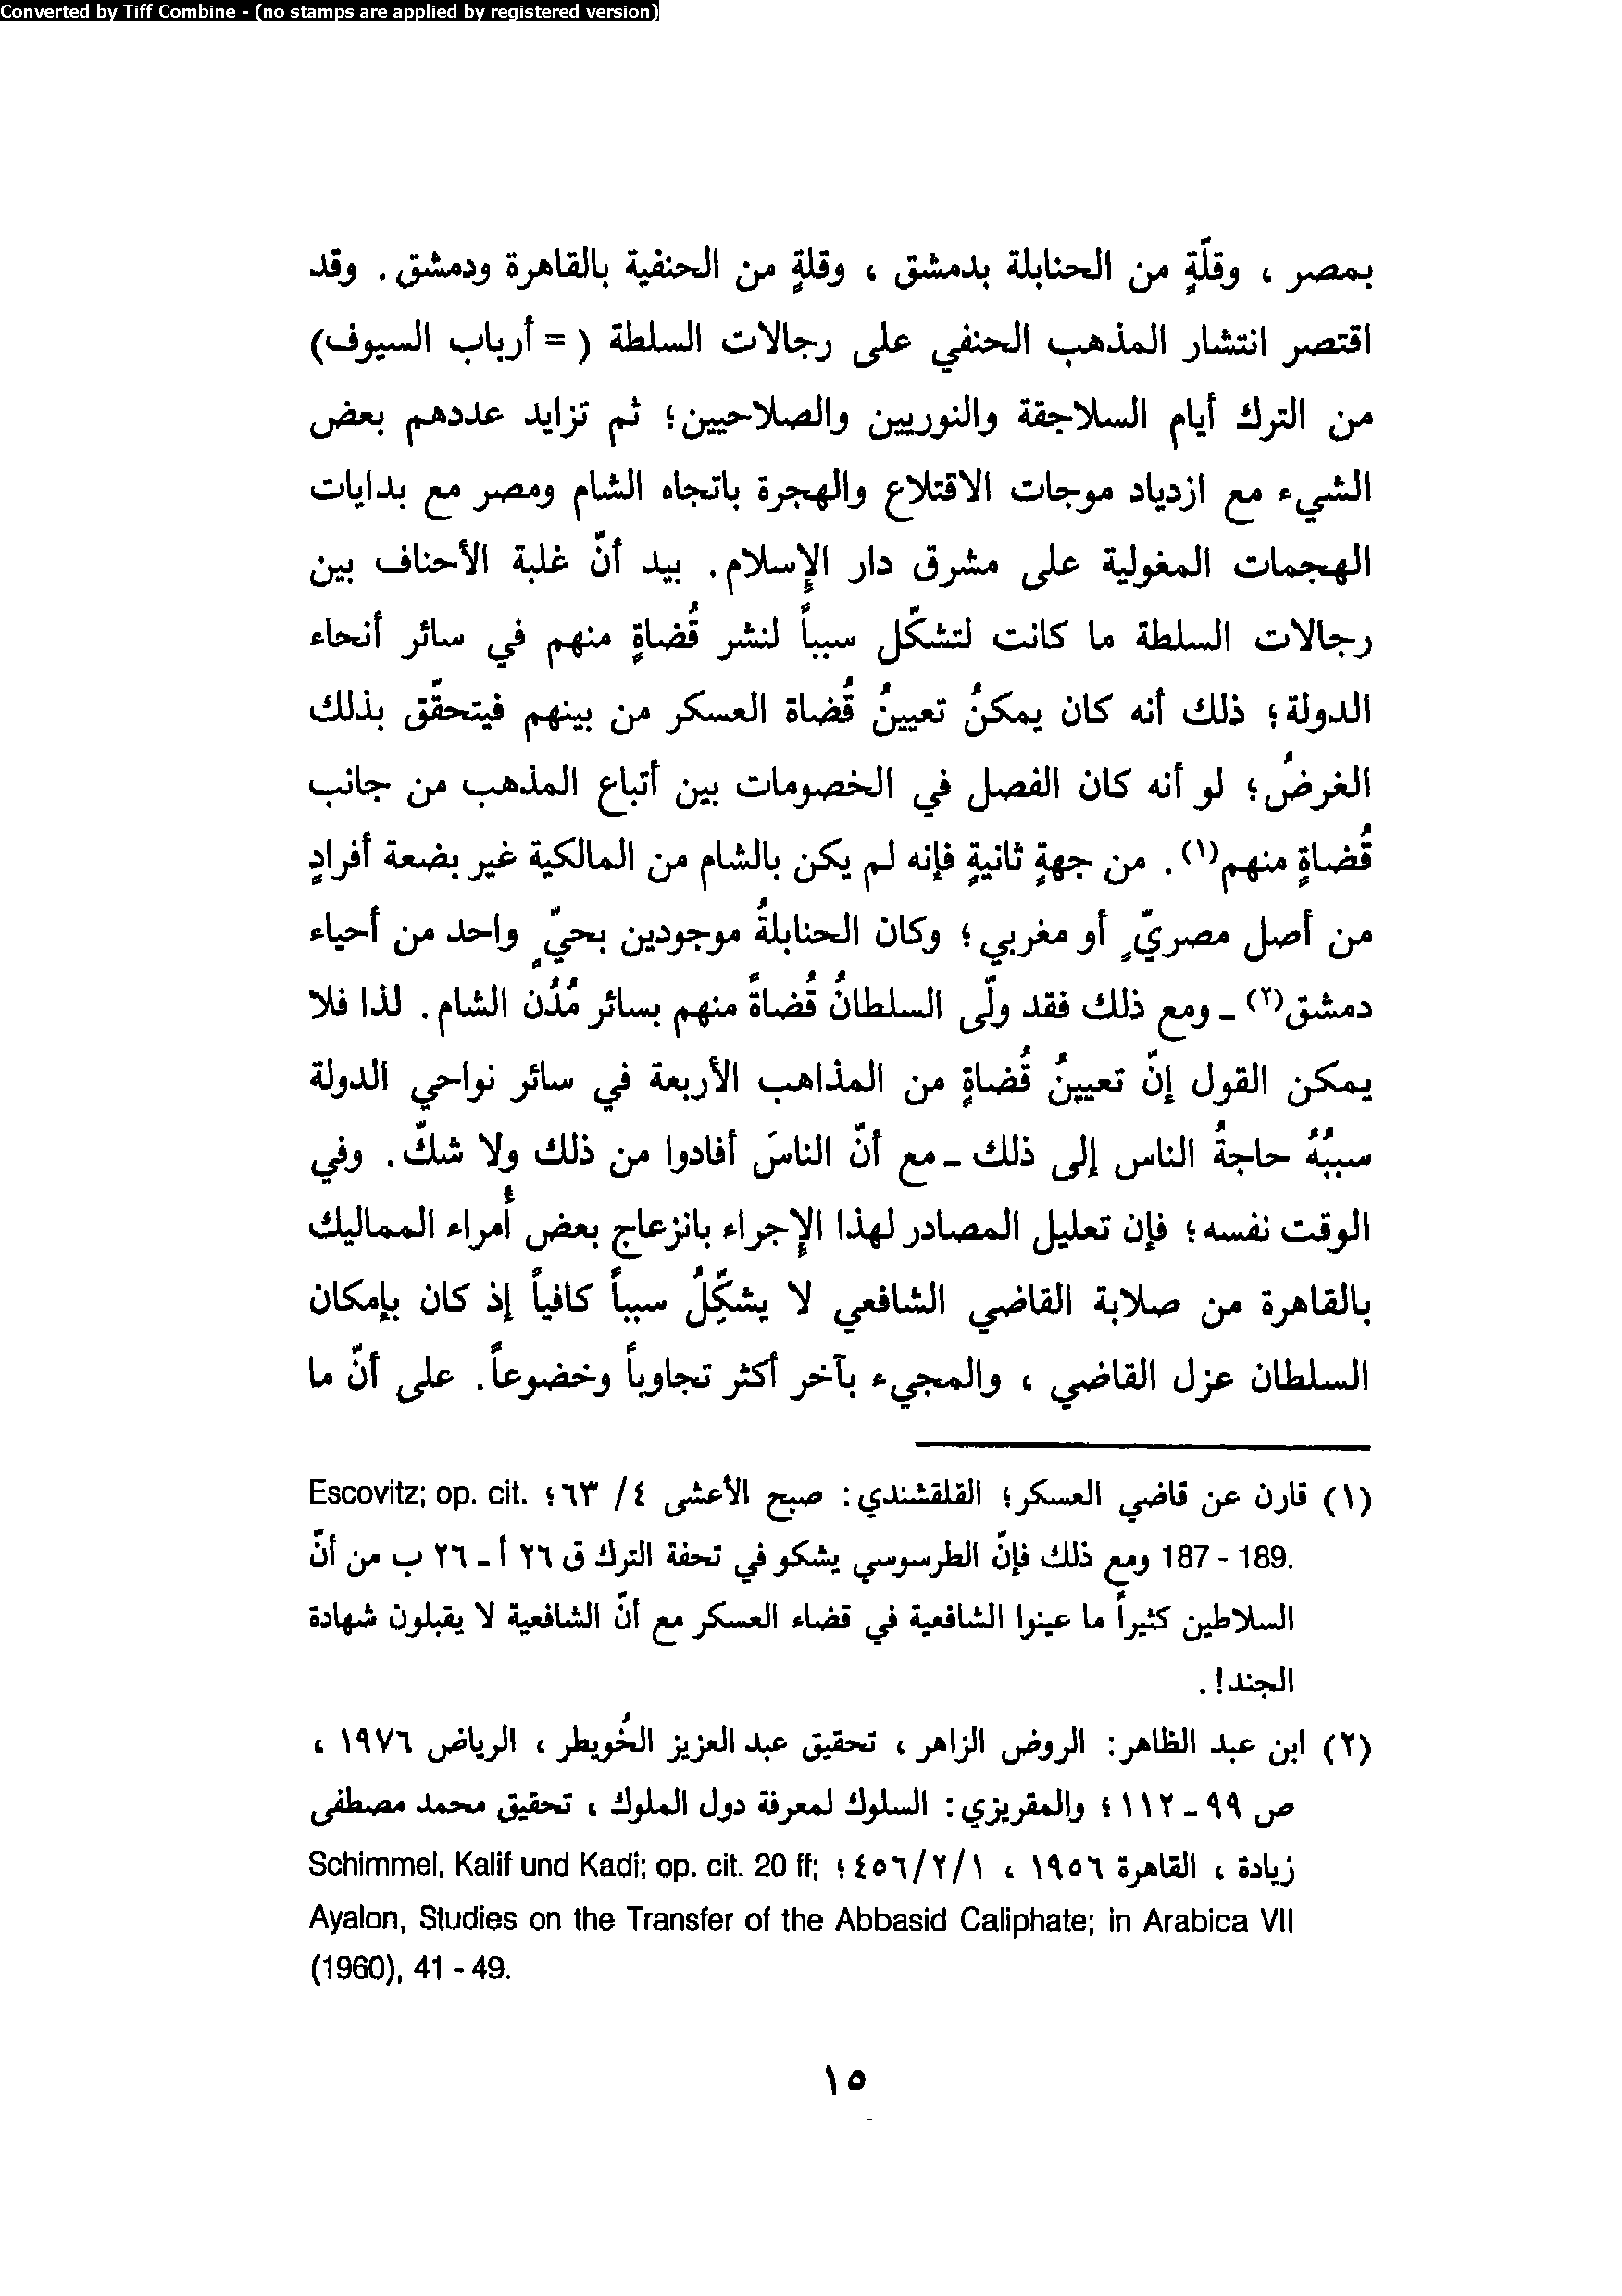 Converted by Tiff Combine - (no stamps are applied by registered version)
بمصر ، وقلّةٍ من الحنابلة بدمشق ، وقلةٍ من الحنفية بالقاهرة ودمشق . وقد
اقتصر انتشار المذهب الحنفي على رجالات السلطة ( = أرباب السيوف)
من الترك أيام السلاجقة والنوريين والصلاحيين؛ ثم تزايد عددهم بعض
الشيء مع ازدياد موجات الاقتلاع والهجرة باتجاه الشام ومصر مع بدايات
الهجمات المغولية على مشرق دار الإسلام . بيد أنّ غلبة الأحناف بين
رجالات السلطة ما كانت لتشكّل سبباً لنشر قُضاةٍ منهم في سائر أنحاء
الدولة؛ ذلك أنه كان يمكنُ تعيينُ قُضاة العسكر من بينهم فيتحقّق بذلك
الغرضُ؛ لو أنه كان الفصل في الخصومات بين أتباع المذهب من جانب
قُضاةٍ منهم(١) . من جهةٍ ثانيةٍ فإنه لم يكن بالشام من المالكية غير بضعة أفرادٍ
من أصل مصريٍّ أو مغربي ؛ وكان الحنابلةُ موجودين بحيٍّ واحد من أحياء
دمشق(٢) ـ ومع ذلك فقد ولّى السلطانُ قُضاةً منهم بسائر مُدُن الشام . لذا فلا
يمكن القول إنّ تعيينُ قُضاةٍ من المذاهب الأربعة في سائر نواحي الدولة
سببُهُ حاجةُ الناس إلى ذلك ـ مع أنّ الناسَ أفادوا من ذلك ولا شكّ . وفي
الوقت نفسه ؛ فإن تعليل المصادر لهذا الإجراء بانزعاج بعض أُمراء المماليك
بالقاهرة من صلابة القاضي الشافعي لا يشكِّلُ سبباً كافياً إذ كان بإمكان
السلطان عزل القاضي ، والمجيء بآخر أكثر تجاوباً وخضوعاً. على أنّ ما
(١) قارن عن قاضي العسكر؛ القلقشندي: صبح الأعشى ٤/ ٦٣؛ Escovitz; op. cit.
187 - 189. ومع ذلك فإنّ الطرسوسي يشكو في تحفة الترك ق ٢٦ أ ـ ٢٦ ب من أنّ
السلاطين كثيراً ما عينوا الشافعية في قضاء العسكر مع أنّ الشافعية لا يقبلون شهادة
الجند! .
(٢) ابن عبد الظاهر: الروض الزاهر ، تحقيق عبد العزيز الخُويطر ، الرياض ١٩٧٦ ،
ص ٩٩ ـ ١١٢ ؛ والمقريزي: السلوك لمعرفة دول الملوك ، تحقيق محمد مصطفى
زيادة ، القاهرة ١٩٥٦ ، ١/ ٢/ ٤٥٦؛ Schimmel, Kalif und Kadi; op. cit. 20 ff;
Ayalon, Studies on the Transfer of the Abbasid Caliphate; in Arabica VII
(1960), 41 - 49.
١٥